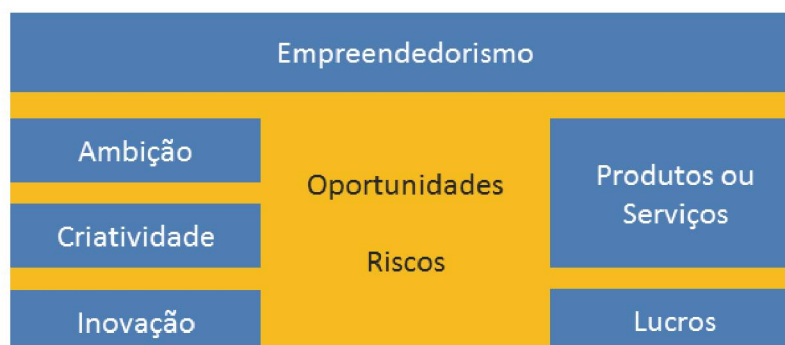 Empreendedorismo
Ambição
Criatividade
Inovação
Oportunidades
Riscos
Produtos ou
Serviços
Lucros